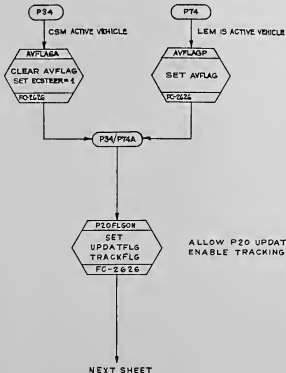 P34
P74
CSM ACTIVE VEHICLE
LEM IS ACTIVE VEHICLE
AVFLAGA
AVFLAGP
CLEAR AVFLAG
SET ECSTEER=1
SET AVFLAG
FC-2626
FC-2626
P34/P74A
P20FLGON
SET
UPDATFLG
TRACKFLG
FC-2626
ALLOW P20 UPDAT
ENABLE TRACKING
NEXT SHEET